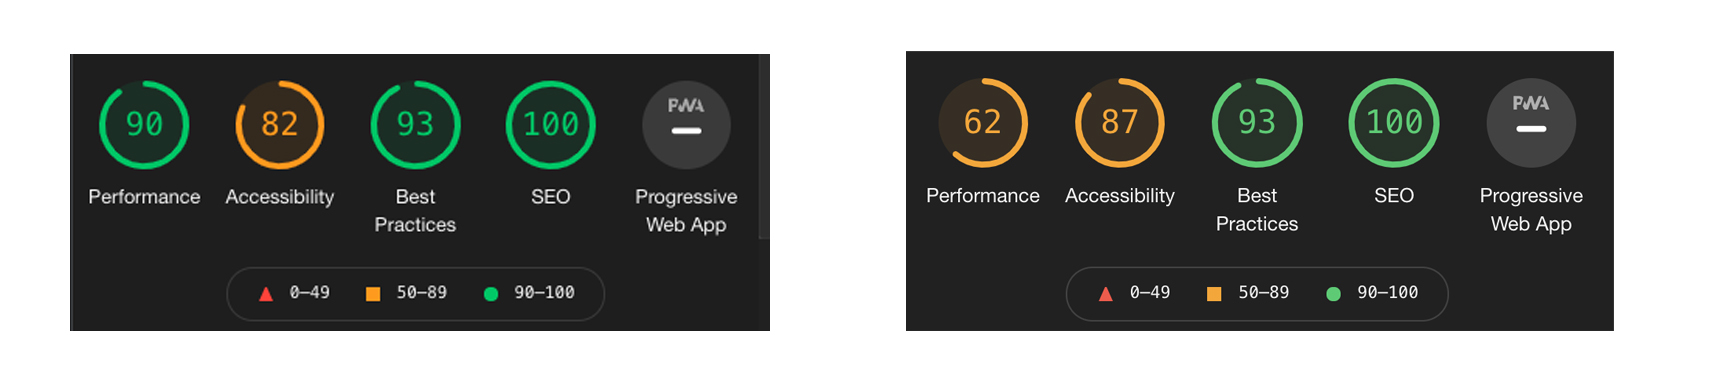 90 82 93 100 PWA
Performance Accessibility Best Practices SEO Progressive Web App
0–49 50–89 90–100
62 87 93 100 PWA
Performance Accessibility Best Practices SEO Progressive Web App
0–49 50–89 90–100